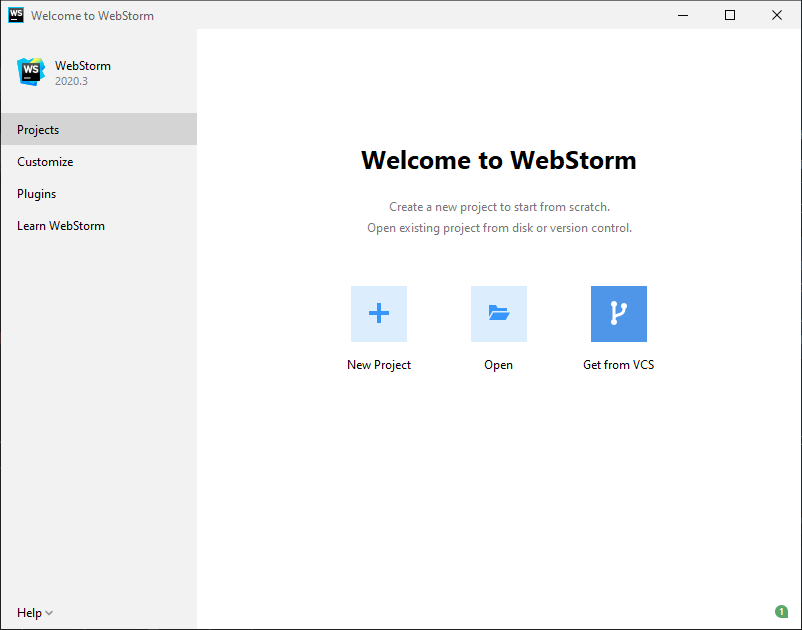 WS Welcome to WebStorm
WS WebStorm
2020.3
Projects
Customize
Plugins
Learn WebStorm
Welcome to WebStorm
Create a new project to start from scratch.
Open existing project from disk or version control.
New Project Open Get from VCS
Help
1